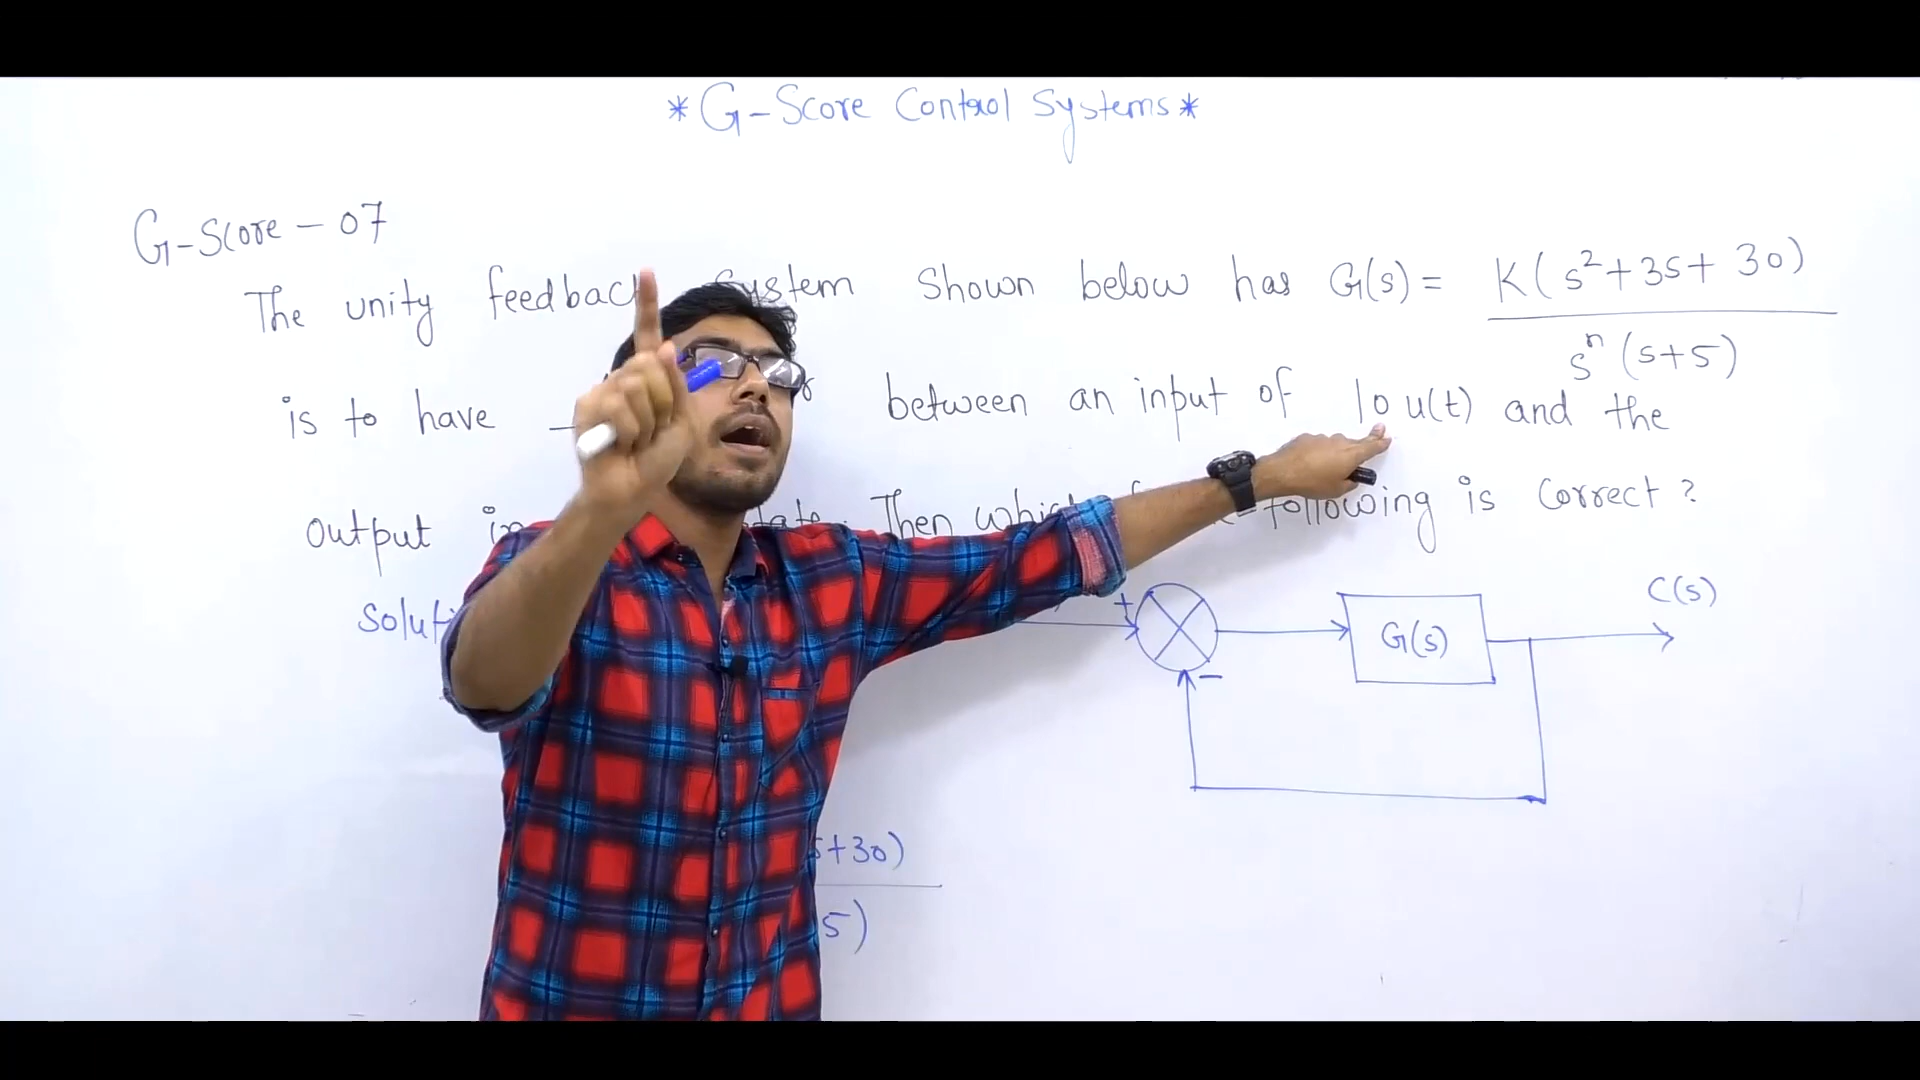 *G-Score Control Systems*
G-Score - 07
The unity feedback system shown below has G(s) = K(s²+3s+30)
sⁿ(s+5)
is to have between an input of 10 u(t) and the
Output Then following is correct?
+
G(s)
C(s)
-
+30)
5)